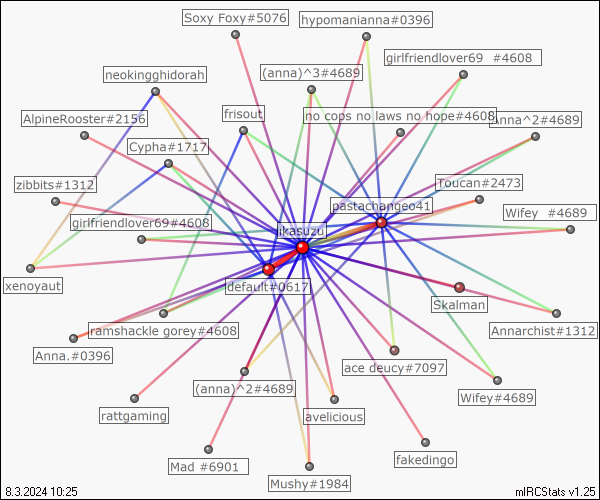 Soxy Foxy#5076
hypomanianna#0396
girlfriendlover69 #4608
neokingghidorah
(anna)^3#4689
AlpineRooster#2156
frisout
no cops no laws no hope#4608
Anna^2#4689
Cypha#1717
zibbits#1312
Toucan#2473
pastachangeo41
Wifey #4689
girlfriendlover69#4608
ikasuzu
xenoyaut
default#0617
Skalman
ramshackle gorey#4608
Annarchist#1312
Anna.#0396
ace deucy#7097
(anna)^2#4689
Wifey#4689
rattgaming
avelicious
fakedingo
Mad #6901
Mushy#1984
8.3.2024 10:25
mIRCStats v1.25